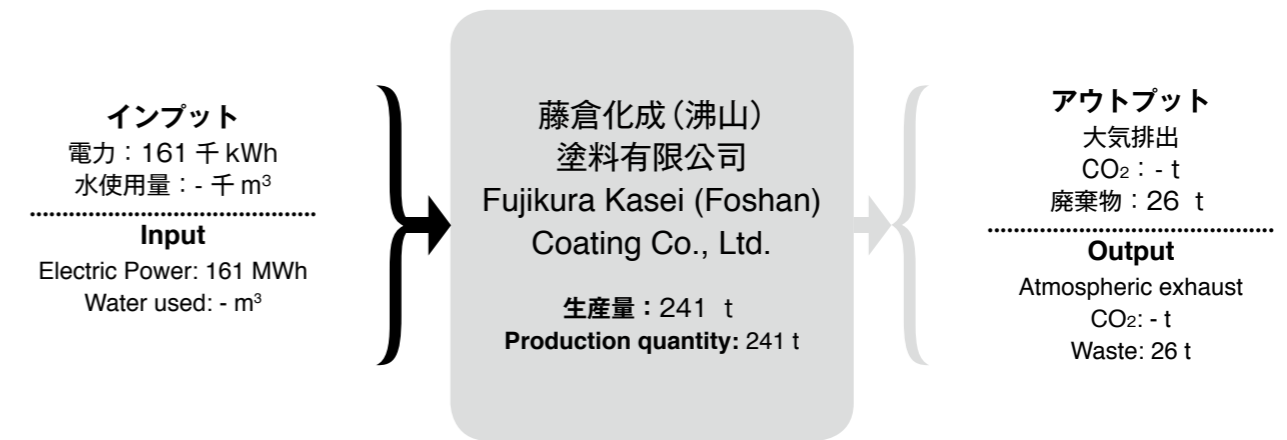 インプット
電力：161 千 kWh
水使用量：- 千 m³
Input
Electric Power: 161 MWh
Water used: - m³
藤倉化成（沸山）
塗料有限公司
Fujikura Kasei (Foshan)
Coating Co., Ltd.
生産量：241 t
Production quantity: 241 t
アウトプット
大気排出
CO₂：- t
廃棄物：26 t
Output
Atmospheric exhaust
CO₂: - t
Waste: 26 t